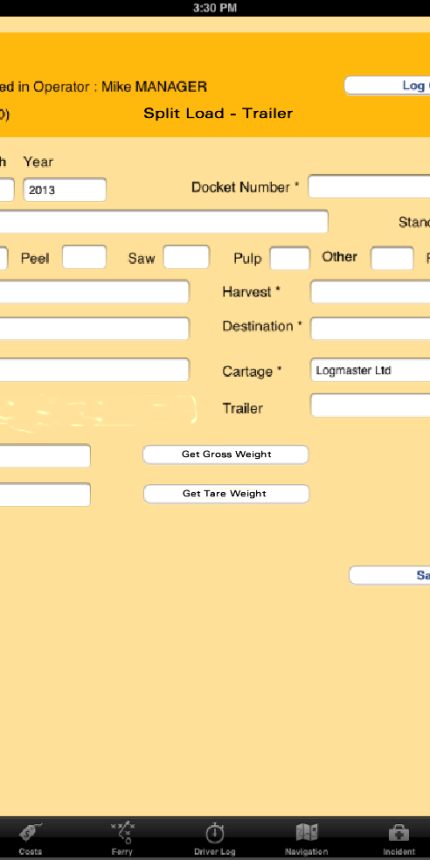 3:30 PM
ed in Operator : Mike MANAGER
Log
0) Split Load - Trailer
h Year
2013
Docket Number *
Stand
Peel Saw Pulp Other
Harvest *
Destination *
Cartage * Logmaster Ltd
Trailer
Get Gross Weight
Get Tare Weight
Sa
Costs Ferry Driver Log Navigation Incident